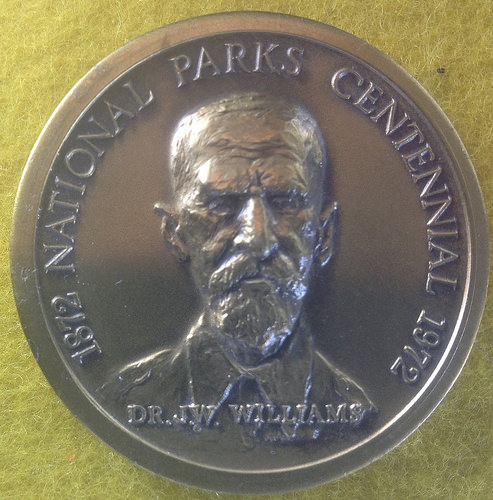 1872 NATIONAL PARKS CENTENNIAL 1972
DR. J.W. WILLIAMS